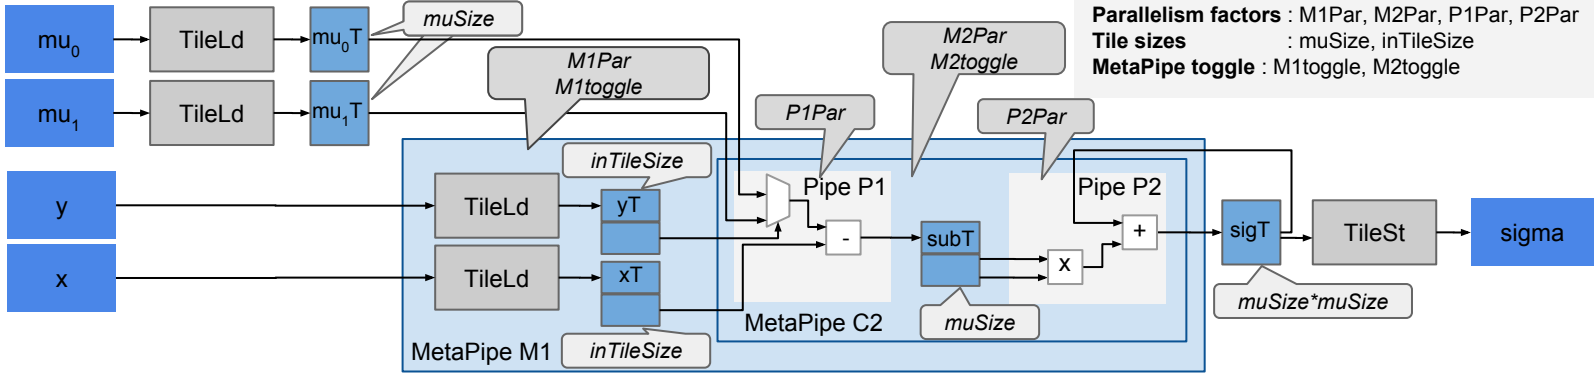 mu0
TileLd
mu0T
muSize
mu1
TileLd
mu1T
M1Par
M1toggle
M2Par
M2toggle
Parallelism factors : M1Par, M2Par, P1Par, P2Par
Tile sizes : muSize, inTileSize
MetaPipe toggle : M1toggle, M2toggle
P1Par
P2Par
inTileSize
Pipe P1
Pipe P2
y
TileLd
yT
x
TileLd
xT
-
subT
x
+
sigT
TileSt
sigma
muSize*muSize
MetaPipe C2
muSize
MetaPipe M1
inTileSize